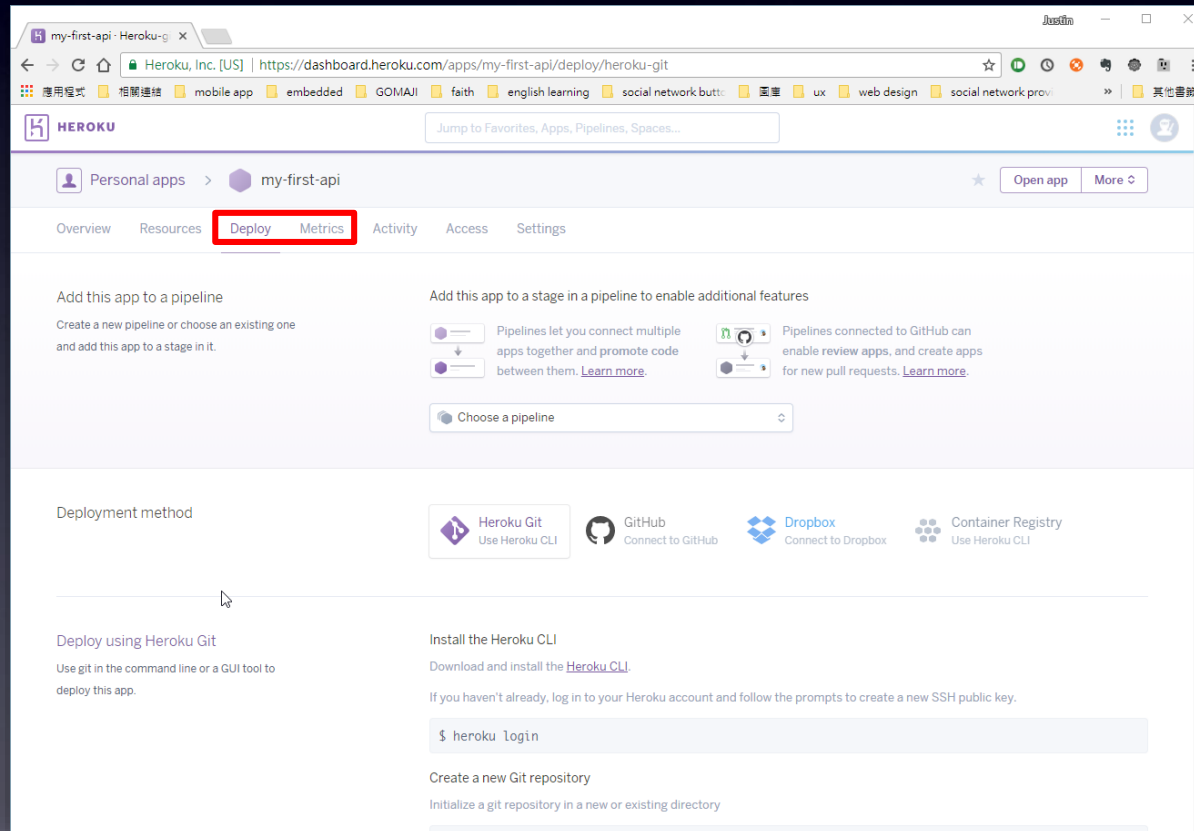 Justin
my-first-api · Heroku-g
Heroku, Inc. [US] | https://dashboard.heroku.com/apps/my-first-api/deploy/heroku-git
應用程式 相關連結 mobile app embedded GOMAJI faith english learning social network butto 圖庫 ux web design social network provi » 其他書籤
HEROKU Jump to Favorites, Apps, Pipelines, Spaces...
Personal apps > my-first-api Open app More
Overview Resources Deploy Metrics Activity Access Settings
Add this app to a pipeline
Create a new pipeline or choose an existing one
and add this app to a stage in it.
Add this app to a stage in a pipeline to enable additional features
Pipelines let you connect multiple
apps together and promote code
between them. Learn more.
Pipelines connected to GitHub can
enable review apps, and create apps
for new pull requests. Learn more.
Choose a pipeline
Deployment method
Heroku Git
Use Heroku CLI
GitHub
Connect to GitHub
Dropbox
Connect to Dropbox
Container Registry
Use Heroku CLI
Deploy using Heroku Git
Use git in the command line or a GUI tool to
deploy this app.
Install the Heroku CLI
Download and install the Heroku CLI.
If you haven't already, log in to your Heroku account and follow the prompts to create a new SSH public key.
$ heroku login
Create a new Git repository
Initialize a git repository in a new or existing directory